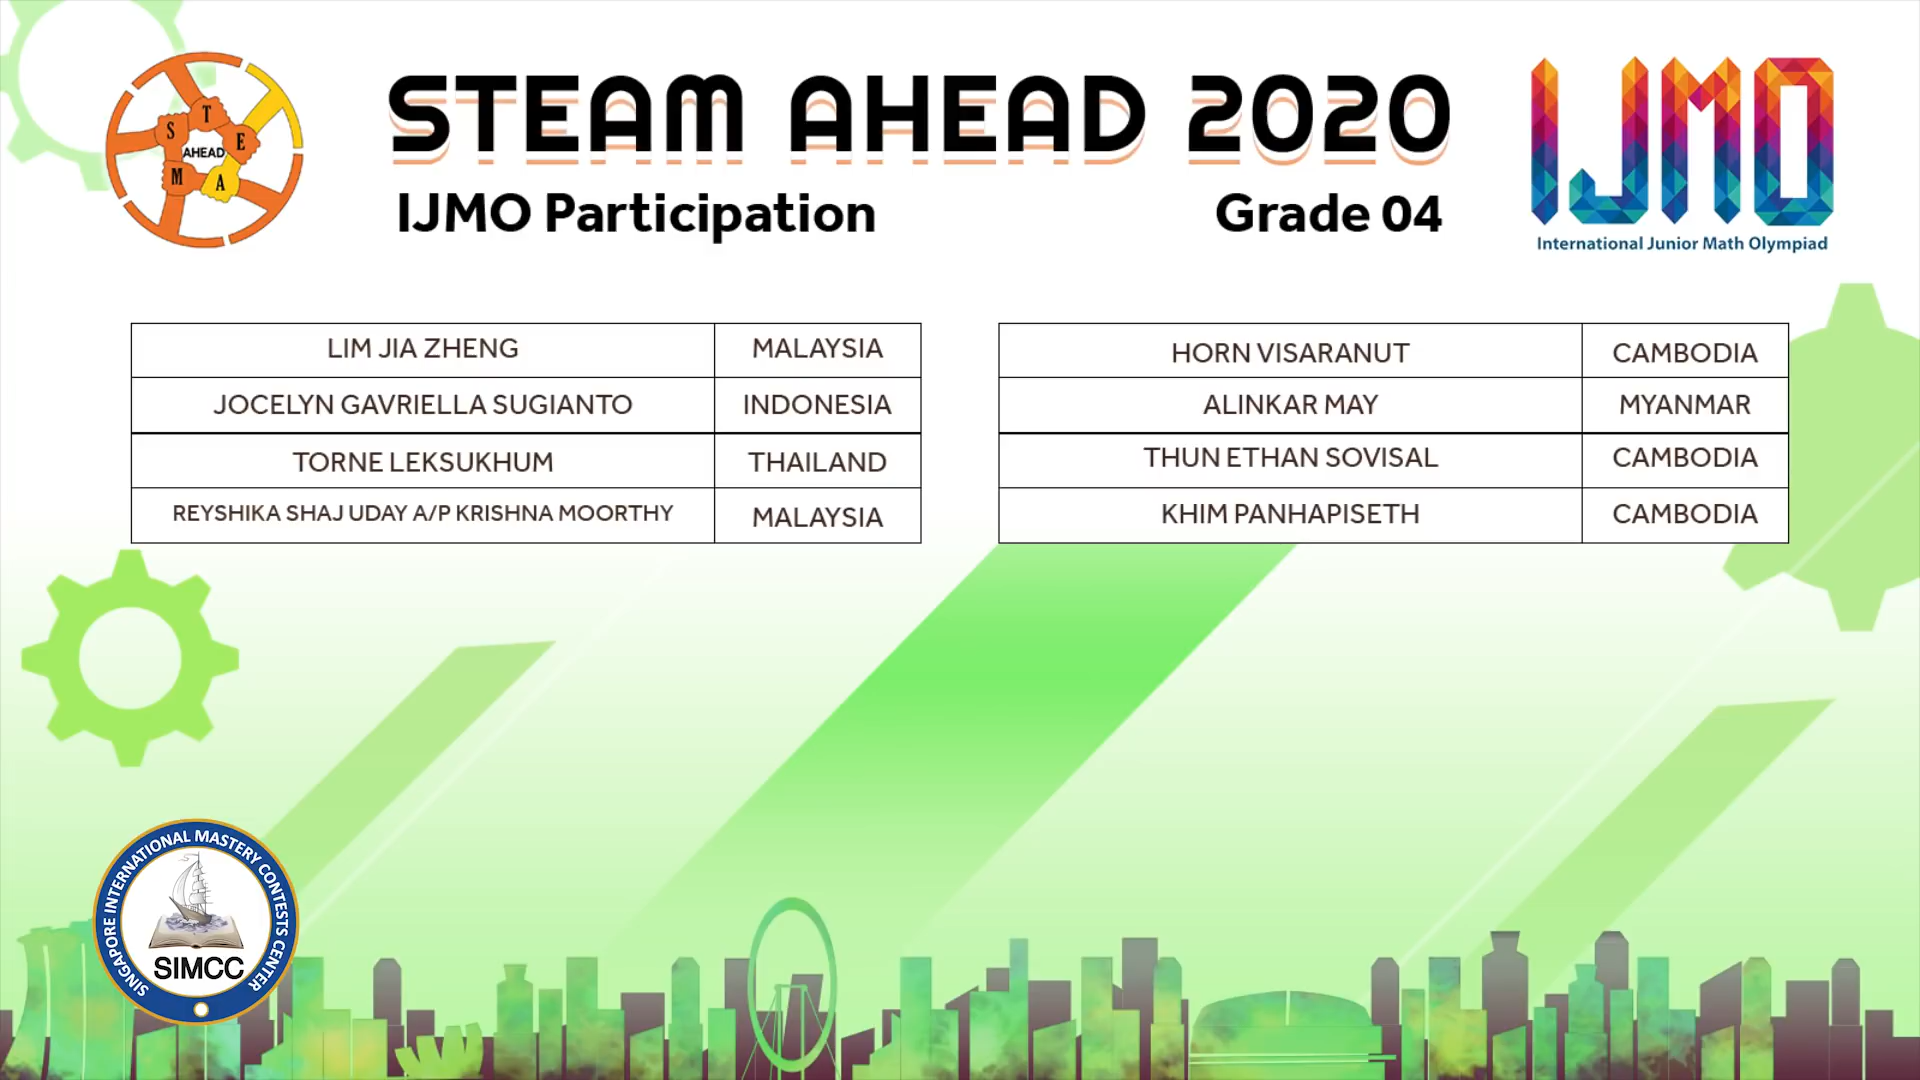 S T E A M
AHEAD
STEAM AHEAD 2020
IJMO Participation
Grade 04
IJMO
International Junior Math Olympiad
LIM JIA ZHENG MALAYSIA
JOCELYN GAVRIELLA SUGIANTO INDONESIA
TORNE LEKSUKHUM THAILAND
REYSHIKA SHAJ UDAY A/P KRISHNA MOORTHY MALAYSIA
HORN VISARANUT CAMBODIA
ALINKAR MAY MYANMAR
THUN ETHAN SOVISAL CAMBODIA
KHIM PANHAPISETH CAMBODIA
SINGAPORE INTERNATIONAL MASTERY CONTESTS CENTER
SIMCC